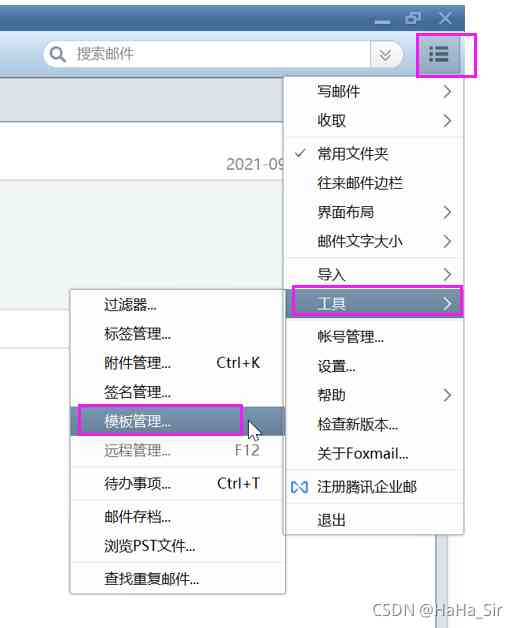 搜索邮件
2021-09
写邮件
收取
常用文件夹
往来邮件边栏
界面布局
邮件文字大小
导入
工具
帐号管理...
设置...
帮助
检查新版本...
关于Foxmail...
注册腾讯企业邮
退出
过滤器...
标签管理...
附件管理... Ctrl+K
签名管理...
模板管理...
远程管理... F12
待办事项... Ctrl+T
邮件存档...
浏览PST文件...
查找重复邮件...
CSDN @HaHa_Sir